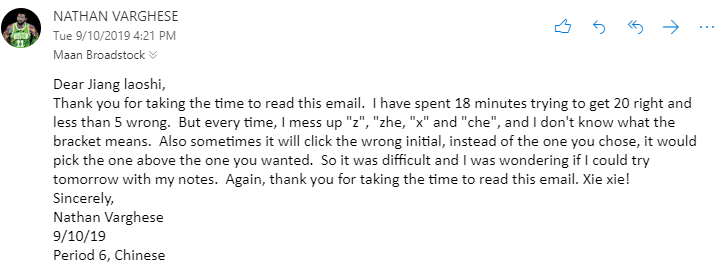 NATHAN VARGHESE
Tue 9/10/2019 4:21 PM
Maan Broadstock
Dear Jiang laoshi,
Thank you for taking the time to read this email.  I have spent 18 minutes trying to get 20 right and
less than 5 wrong.  But every time, I mess up "z", "zhe, "x" and "che", and I don't know what the
bracket means.  Also sometimes it will click the wrong initial, instead of the one you chose, it would
pick the one above the one you wanted.  So it was difficult and I was wondering if I could try
tomorrow with my notes.  Again, thank you for taking the time to read this email. Xie xie!
Sincerely,
Nathan Varghese
9/10/19
Period 6, Chinese